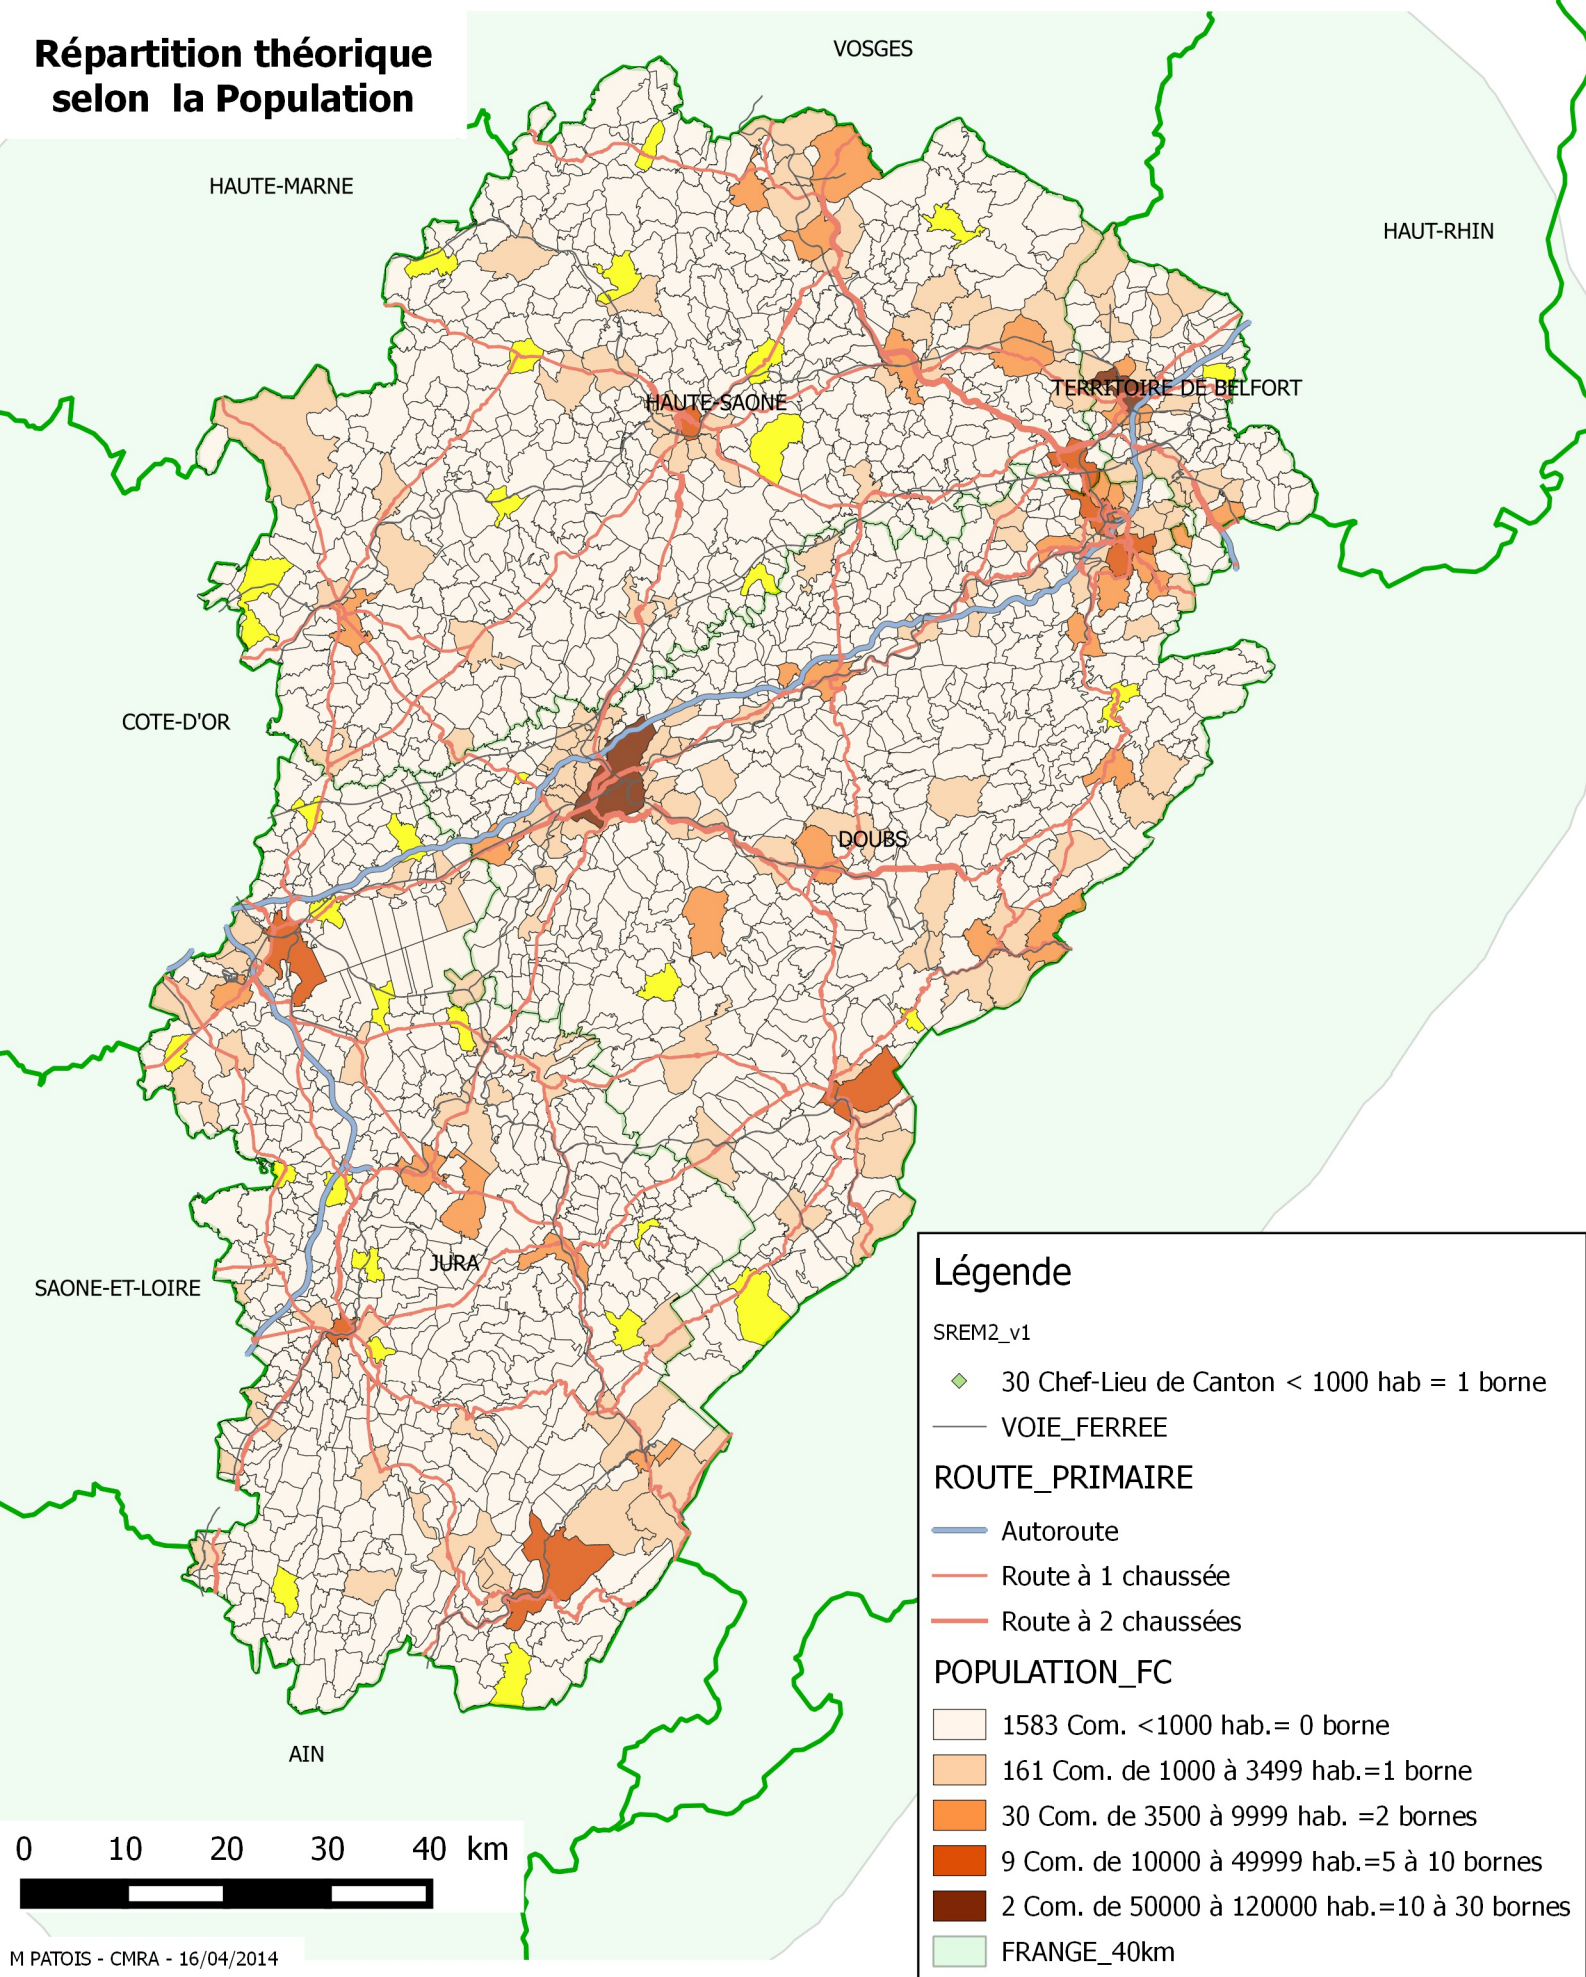 Répartition théorique
selon la Population
VOSGES
HAUTE-MARNE
HAUT-RHIN
TERRITOIRE DE BELFORT
HAUTE-SAONE
COTE-D'OR
DOUBS
JURA
SAONE-ET-LOIRE
AIN
Légende
SREM2_v1
30 Chef-Lieu de Canton < 1000 hab = 1 borne
VOIE_FERREE
ROUTE_PRIMAIRE
Autoroute
Route à 1 chaussée
Route à 2 chaussées
POPULATION_FC
1583 Com. <1000 hab.= 0 borne
161 Com. de 1000 à 3499 hab.=1 borne
30 Com. de 3500 à 9999 hab. =2 bornes
9 Com. de 10000 à 49999 hab.=5 à 10 bornes
2 Com. de 50000 à 120000 hab.=10 à 30 bornes
FRANGE_40km
0 10 20 30 40 km
M PATOIS - CMRA - 16/04/2014